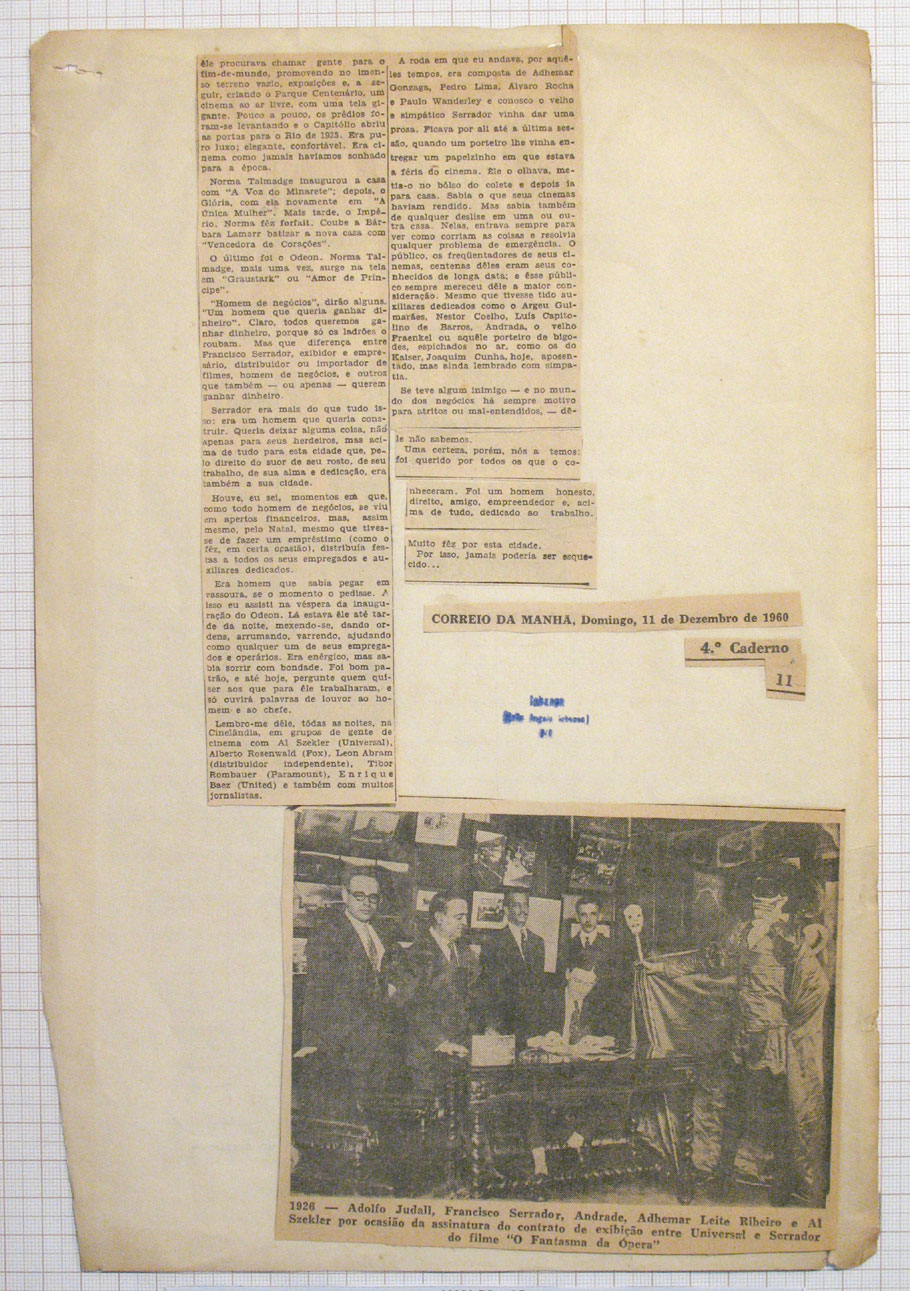 êle procurava chamar gente para o
fim-de-mundo, promovendo no imen-
so terreno vazio, exposições e, a se-
guir, criando o Parque Centenário, um
cinema ao ar livre, com uma tela gi-
gante. Pouco a pouco, os prédios fo-
ram-se levantando e o Capitólio abriu
as portas para o Rio de 1925. Era pu-
ro luxo; elegante, confortável. Era ci-
nema como jamais havíamos sonhado
para a época.
Norma Talmadge inaugurou a casa
com "A Voz do Minarete"; depois, o
Glória, com ela novamente em "A
Única Mulher". Mais tarde, o Impé-
rio. Norma fêz forfait. Coube a Bár-
bara Lamarr batizar a nova casa com
"Vencedora de Corações".
O último foi o Odeon. Norma Tal-
madge, mais uma vez, surge na tela
em "Graustark" ou "Amor de Prín-
cipe".
"Homem de negócios", dirão alguns.
"Um homem que queria ganhar di-
nheiro". Claro, todos queremos ga-
nhar dinheiro, porque só os ladrões o
roubam. Mas que diferença entre
Francisco Serrador, exibidor e empre-
sário, distribuidor ou importador de
filmes, homem de negócios, e outros
que também — ou apenas — querem
ganhar dinheiro.
Serrador era mais do que tudo is-
so: era um homem que queria cons-
truir. Queria deixar alguma coisa, não
apenas para seus herdeiros, mas aci-
ma de tudo para esta cidade que, pe-
lo direito do suor de seu rosto, de seu
trabalho, de sua alma e dedicação, era
também a sua cidade.
Houve, eu sei, momentos em que,
como todo homem de negócios, se viu
em apertos financeiros, mas, assim
mesmo, pelo Natal, mesmo que tives-
se de fazer um empréstimo (como o
fêz, em certa ocasião), distribuía fes-
tas a todos os seus empregados e au-
xiliares dedicados.
Era homem que sabia pegar em
vassoura, se o momento o pedisse. A
isso eu assisti na véspera da inaugu-
ração do Odeon. Lá estava êle até tar-
de da noite, mexendo-se, dando or-
dens, arrumando, varrendo, ajudando
como qualquer um de seus emprega-
dos e operários. Era enérgico, mas sa-
bia sorrir com bondade. Foi bom pa-
trão, e até hoje, pergunte quem qui-
ser aos que para êle trabalharam, e
só ouvirá palavras de louvor ao ho-
mem e ao chefe.
Lembro-me dêle, tôdas as noites, na
Cinelândia, em grupos de gente de
cinema com Al Szekler (Universal),
Alberto Rosenwald (Fox), Leon Abram
(distribuidor independente), Tibor
Rombauer (Paramount), Enrique
Baez (United) e também com muitos
jornalistas.
A roda em que eu andava, por aquê-
les tempos, era composta de Adhemar
Gonzaga, Pedro Lima, Alvaro Rocha
e Paulo Wanderley e conosco o velho
e simpático Serrador vinha dar uma
prosa. Ficava por ali até a última ses-
são, quando um porteiro lhe vinha en-
tregar um papelzinho em que estava
a féria do cinema. Êle o olhava, me-
tia-o no bôlso do colete e depois ia
para casa. Sabia o que seus cinemas
haviam rendido. Mas sabia também
de qualquer deslise em uma ou ou-
tra casa. Nelas, entrava sempre para
ver como corriam as coisas e resolvia
qualquer problema de emergência. O
público, os freqüentadores de seus ci-
nemas, centenas dêles eram seus co-
nhecidos de longa data; e êsse públi-
co sempre mereceu dêle a maior con-
sideração. Mesmo que tivesse tido au-
xiliares dedicados como o Argeu Gui-
marães, Nestor Coelho, Luís Capito-
lino de Barros, Andrada, o velho
Fraenkel ou aquêle porteiro de bigo-
des, espichados no ar, como os do
Kaiser, Joaquim Cunha, hoje, aposen-
tado, mas ainda lembrado com simpa-
tia.
Se teve algum inimigo — e no mun-
do dos negócios há sempre motivo
para atritos ou mal-entendidos, — dê-
le não sabemos.
Uma certeza, porém, nós a temos:
foi querido por todos os que o co-
nheceram. Foi um homem honesto,
direito, amigo, empreendedor e, aci-
ma de tudo, dedicado ao trabalho.
Muito fêz por esta cidade.
Por isso, jamais poderia ser esque-
cido...
CORREIO DA MANHÃ, Domingo, 11 de Dezembro de 1960
4.º Caderno
11
1926 — Adolfo Judall, Francisco Serrador, Andrade, Adhemar Leite Ribeiro e Al
Szekler por ocasião da assinatura do contrato de exibição entre Universal e Serrador
do filme "O Fantasma da Ópera"